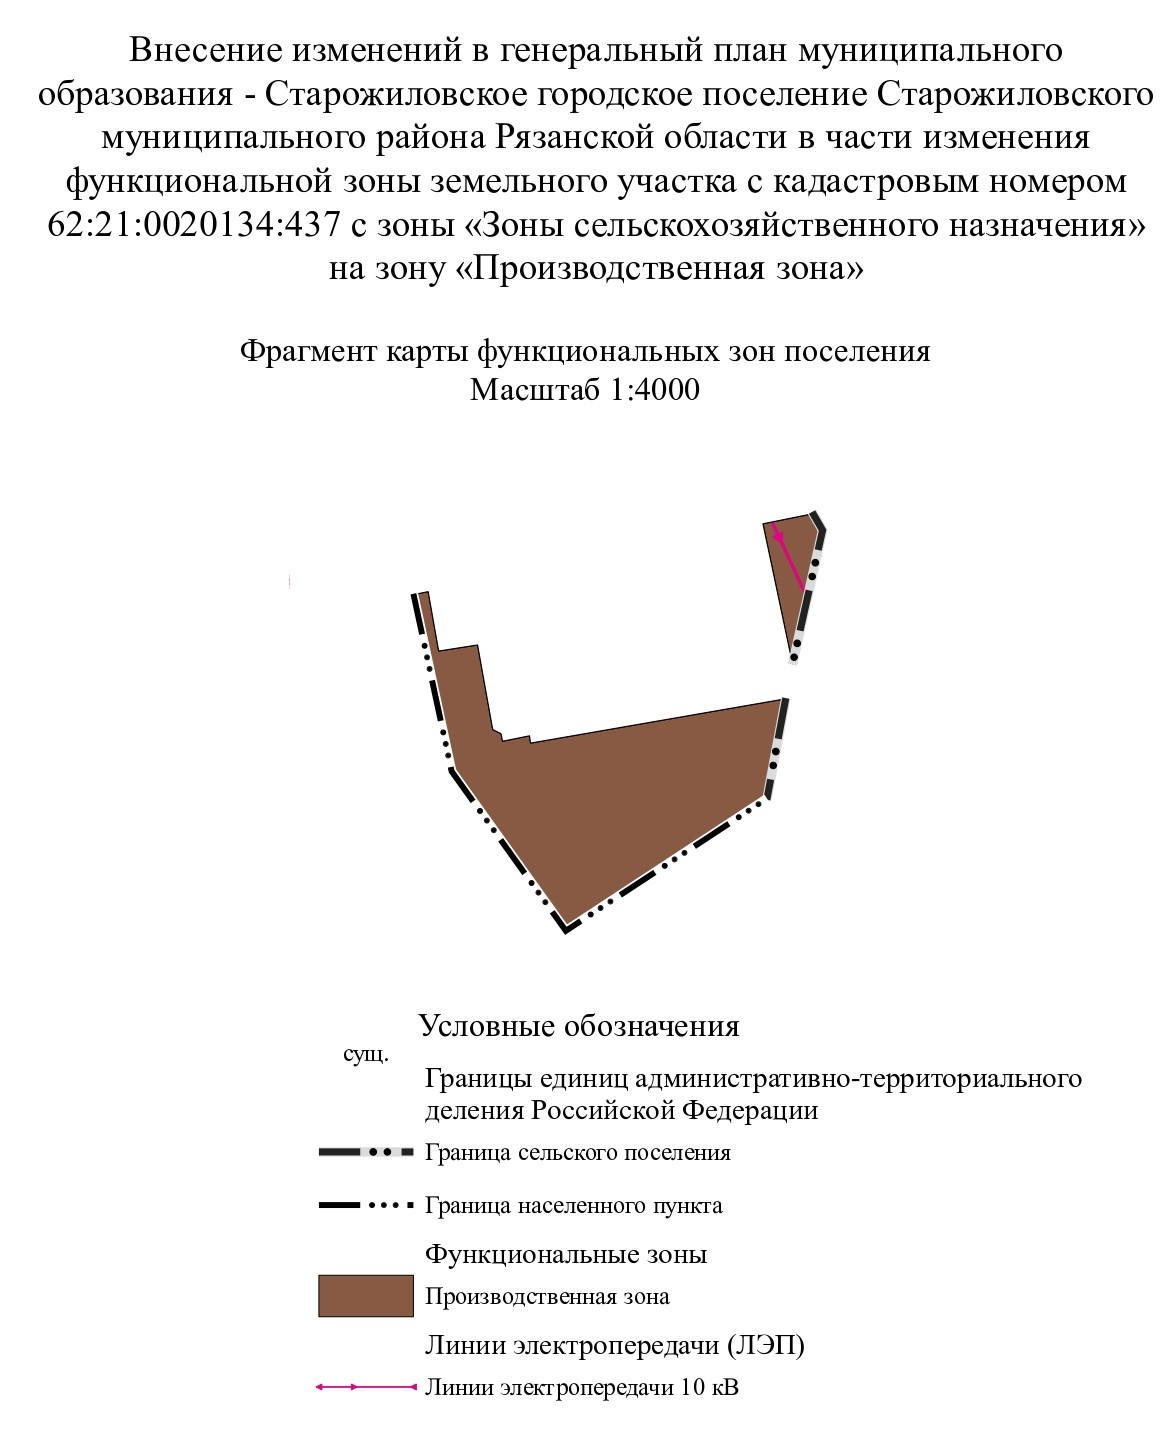 Внесение изменений в генеральный план муниципального
образования - Старожиловское городское поселение Старожиловского
муниципального района Рязанской области в части изменения
функциональной зоны земельного участка с кадастровым номером
62:21:0020134:437 с зоны «Зоны сельскохозяйственного назначения»
на зону «Производственная зона»
Фрагмент карты функциональных зон поселения
Масштаб 1:4000
Условные обозначения
сущ.
Границы единиц административно-территориального
деления Российской Федерации
Граница сельского поселения
Граница населенного пункта
Функциональные зоны
Производственная зона
Линии электропередачи (ЛЭП)
Линии электропередачи 10 кВ